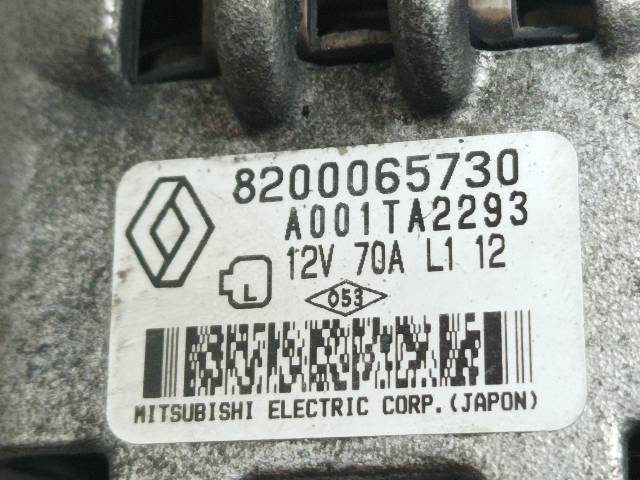 8200065730
A001TA2293
12V 70A L1 12
L
053
MITSUBISHI ELECTRIC CORP.(JAPON)